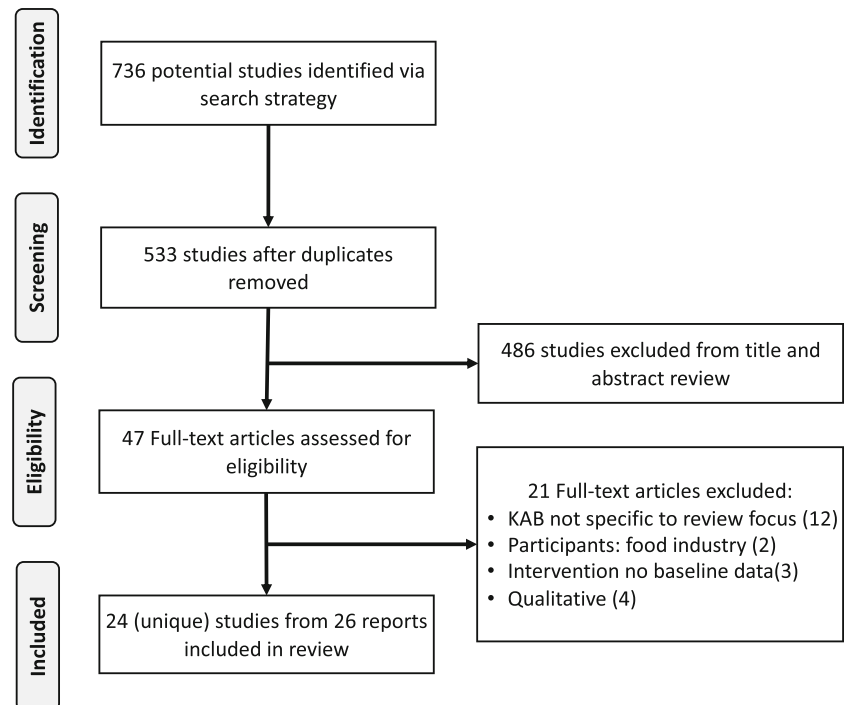 Identification
736 potential studies identified via
search strategy
Screening
533 studies after duplicates
removed
486 studies excluded from title and
abstract review
Eligibility
47 Full-text articles assessed for
eligibility
21 Full-text articles excluded:
• KAB not specific to review focus (12)
• Participants: food industry (2)
• Intervention no baseline data(3)
• Qualitative (4)
Included
24 (unique) studies from 26 reports
included in review